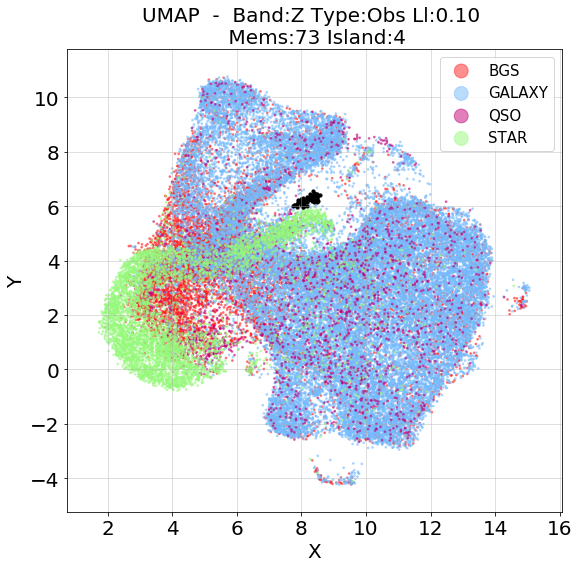 UMAP - Band:Z Type:Obs Ll:0.10
Mems:73 Island:4
BGS
GALAXY
QSO
STAR
Y
10
8
6
4
2
0
−2
−4
2 4 6 8 10 12 14 16
X